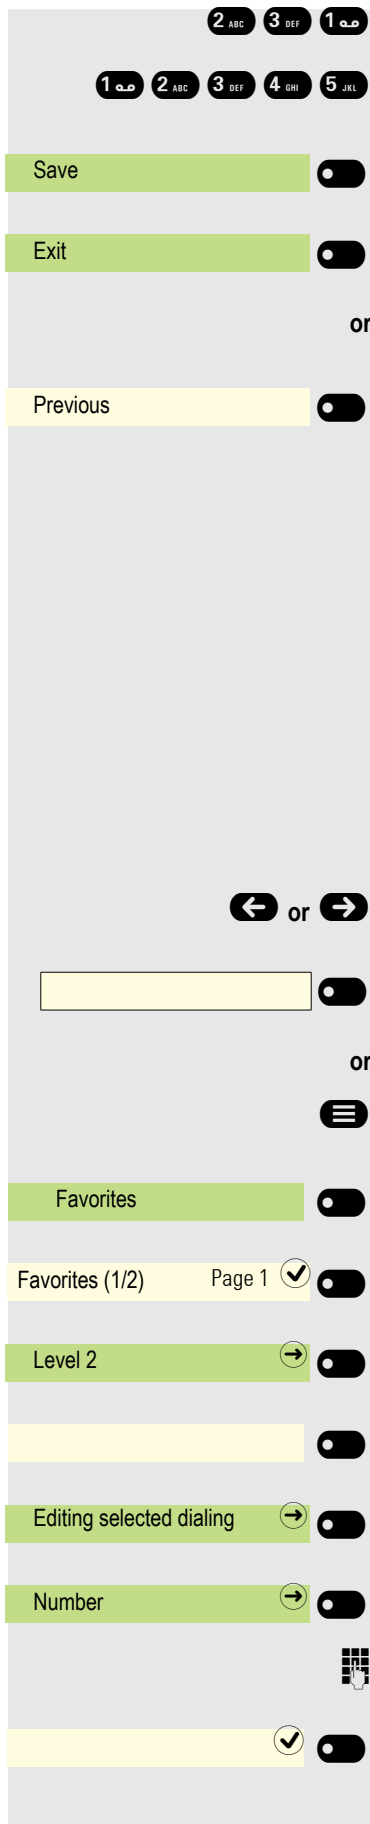 2 ABC 3 DEF 1
1 2 ABC 3 DEF 4 GHI 5 JKL
Save
Exit
or
Previous
or
or
Favorites
Favorites (1/2) Page 1
Level 2
Editing selected dialing
Number